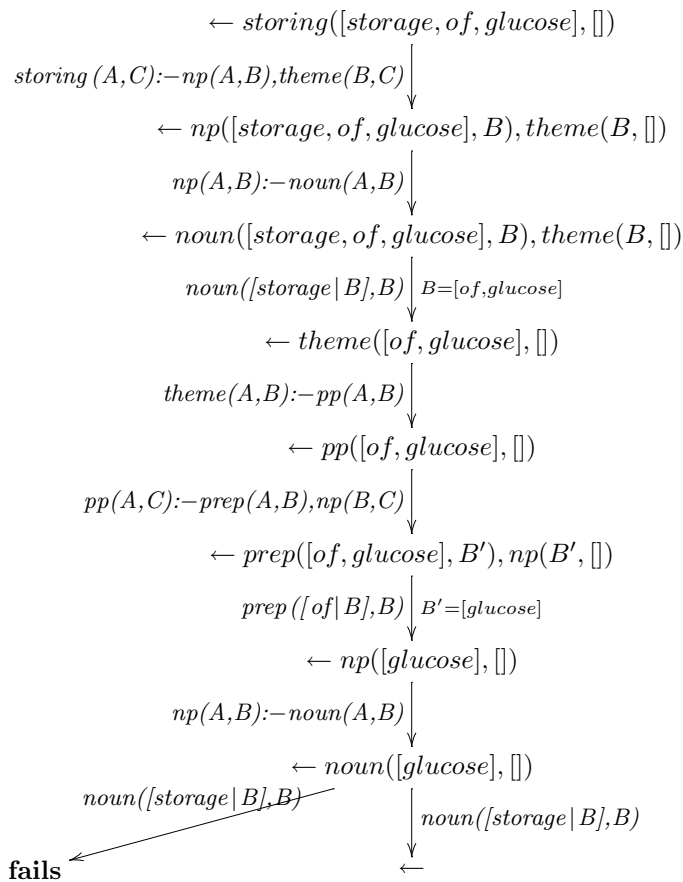 ← storing([storage, of, glucose], [])
storing(A,C):−np(A,B),theme(B,C)
← np([storage, of, glucose], B), theme(B, [])
np(A,B):−noun(A,B)
← noun([storage, of, glucose], B), theme(B, [])
noun([storage|B],B) B=[of,glucose]
← theme([of, glucose], [])
theme(A,B):−pp(A,B)
← pp([of, glucose], [])
pp(A,C):−prep(A,B),np(B,C)
← prep([of, glucose], B′), np(B′, [])
prep([of|B],B) B′=[glucose]
← np([glucose], [])
np(A,B):−noun(A,B)
← noun([glucose], [])
noun([storage|B],B)
noun([storage|B],B)
fails ←